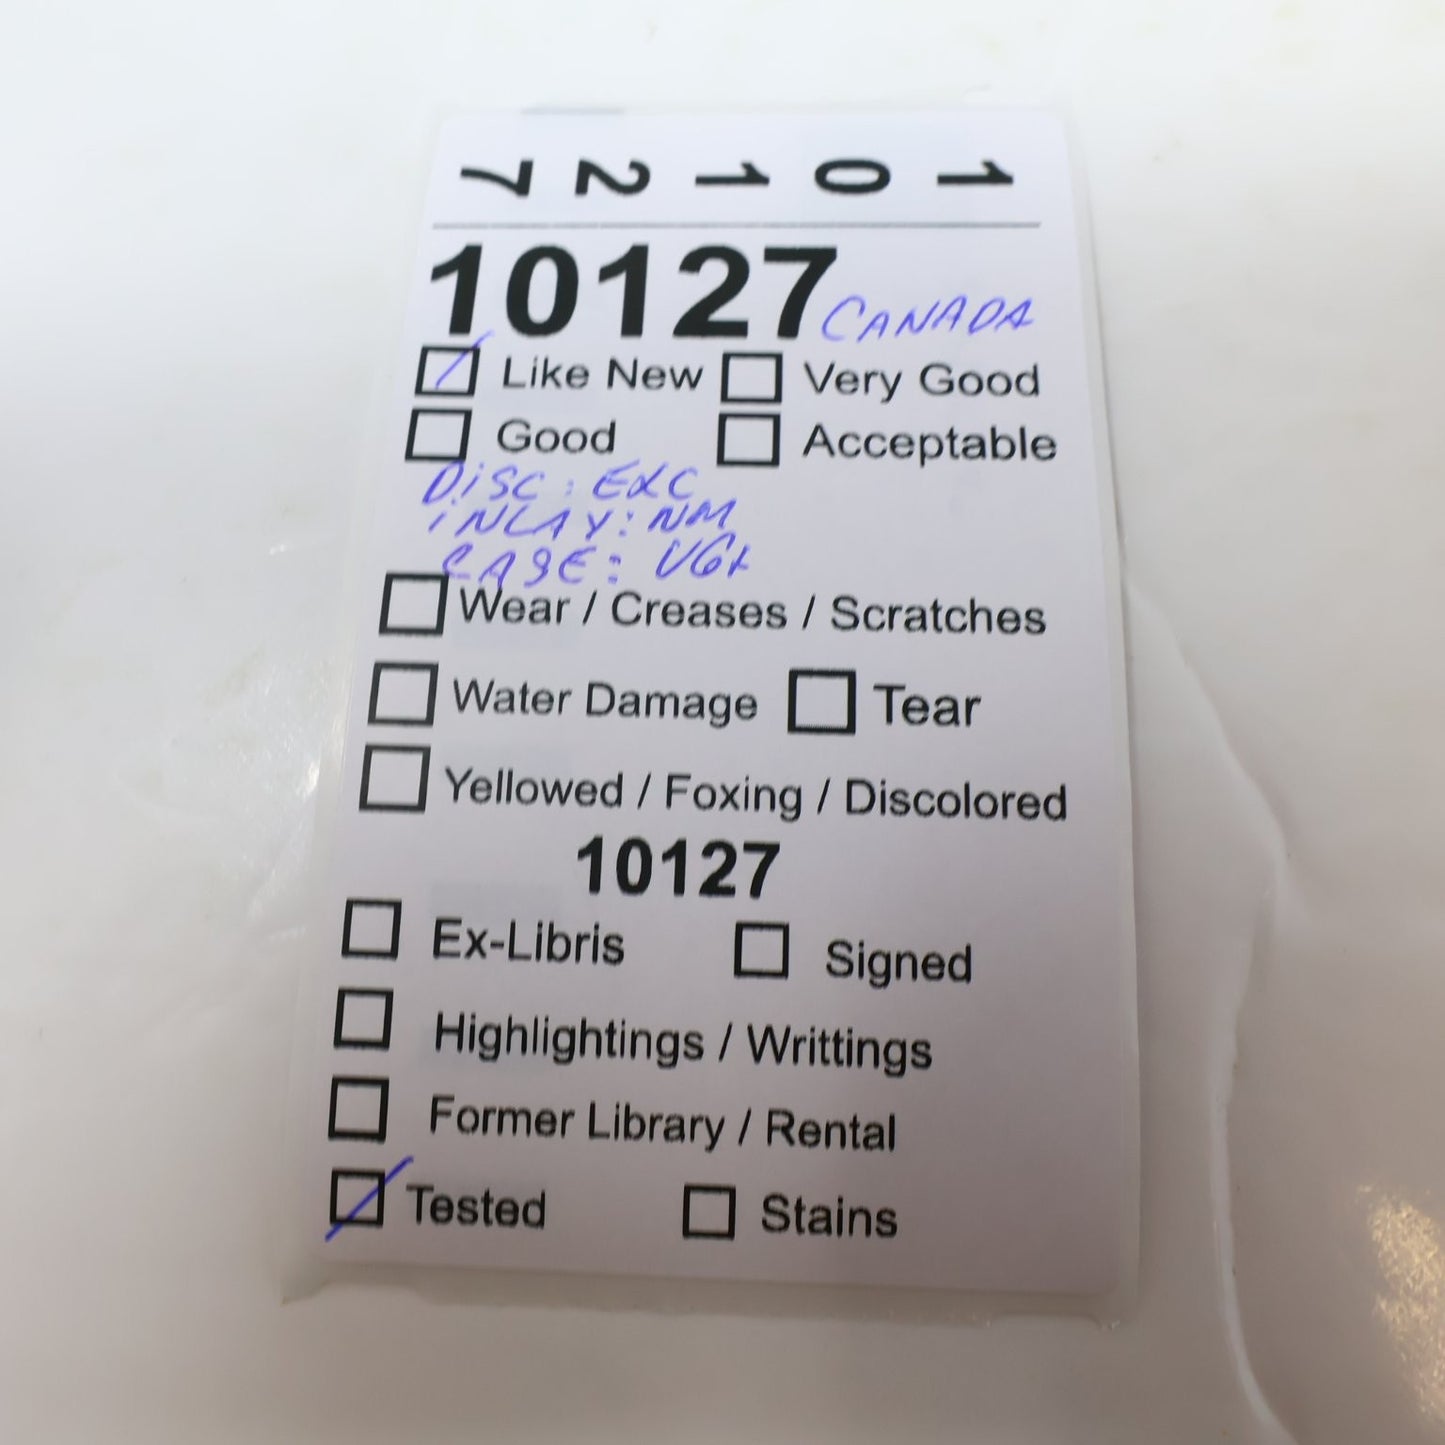 10127
10127 CANADA
Like New Very Good
Good Acceptable
DiSC: EXC
iNLAY: NM
CASE: VG+
Wear / Creases / Scratches
Water Damage Tear
Yellowed / Foxing / Discolored
10127
Ex-Libris Signed
Highlightings / Writtings
Former Library / Rental
Tested Stains